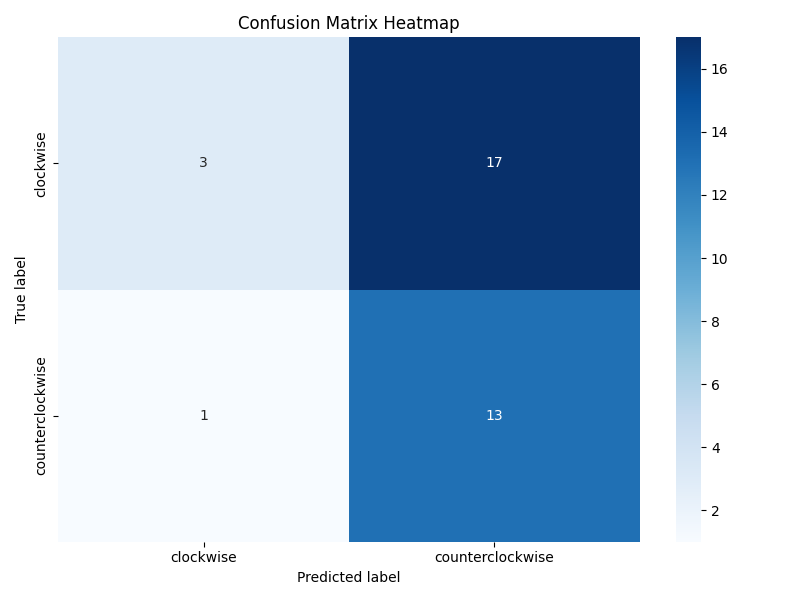 Confusion Matrix Heatmap
True label
clockwise
counterclockwise
3
17
1
13
clockwise
counterclockwise
Predicted label
16
14
12
10
8
6
4
2